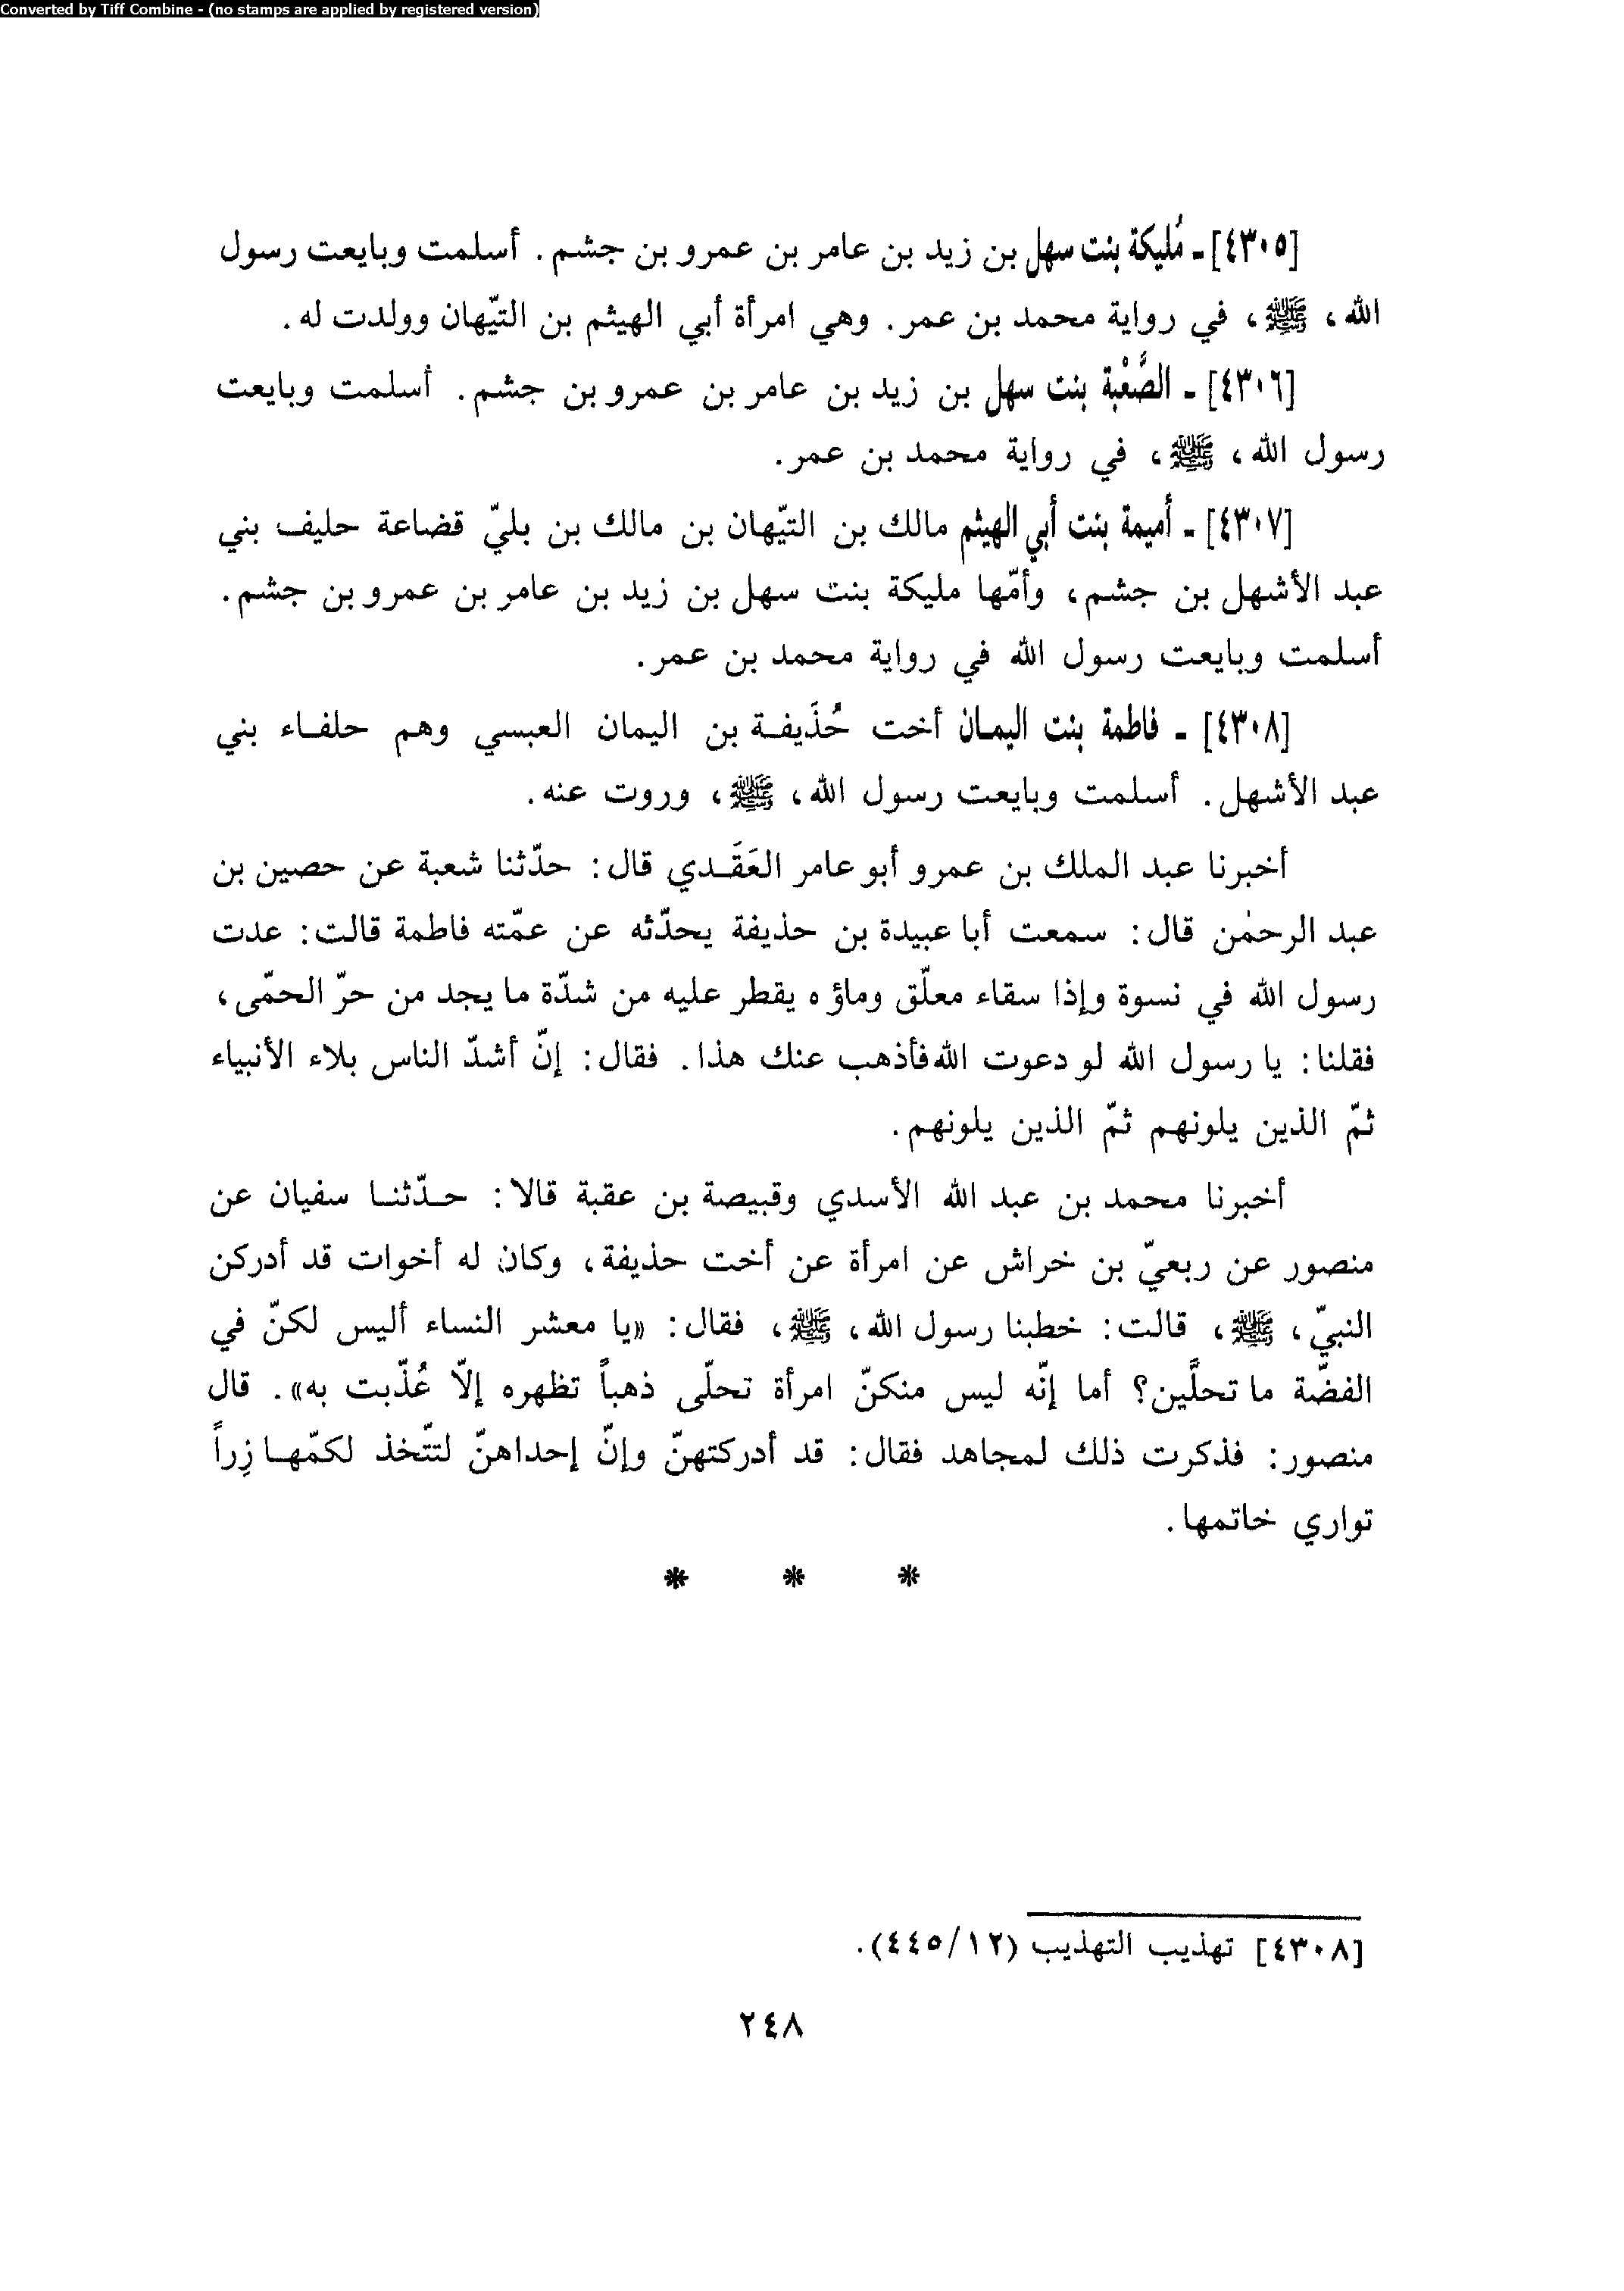 Converted by Tiff Combine - (no stamps are applied by registered version)
[٤٣٠٥] - مُليكة بنت سهل بن زيد بن عامر بن عمرو بن جشم. أسلمت وبايعت رسول
الله، ﷺ، في رواية محمد بن عمر. وهي امرأة أبي الهيثم بن التيّهان وولدت له.
[٤٣٠٦] - الصُّعْبة بنت سهل بن زيد بن عامر بن عمرو بن جشم. أسلمت وبايعت
رسول الله، ﷺ، في رواية محمد بن عمر.
[٤٣٠٧] - أميمة بنت أبي الهيثم مالك بن التيّهان بن مالك بن بليّ قضاعة حليف بني
عبد الأشهل بن جشم، وأمّها مليكة بنت سهل بن زيد بن عامر بن عمرو بن جشم.
أسلمت وبايعت رسول الله في رواية محمد بن عمر.
[٤٣٠٨] - فاطمة بنت اليمان أخت حُذَيفة بن اليمان العبسي وهم حلفاء بني
عبد الأشهل. أسلمت وبايعت رسول الله، ﷺ، وروت عنه.
أخبرنا عبد الملك بن عمرو أبو عامر العَقَدي قال: حدّثنا شعبة عن حصين بن
عبد الرحمٰن قال: سمعت أبا عبيدة بن حذيفة يحدّثه عن عمّته فاطمة قالت: عدت
رسول الله في نسوة وإذا سقاء معلّق وماؤه يقطر عليه من شدّة ما يجد من حرّ الحمّى،
فقلنا: يا رسول الله لو دعوت الله فأذهب عنك هذا. فقال: إنّ أشدّ الناس بلاء الأنبياء
ثمّ الذين يلونهم ثمّ الذين يلونهم.
أخبرنا محمد بن عبد الله الأسدي وقبيصة بن عقبة قالا: حدّثنا سفيان عن
منصور عن ربعيّ بن خراش عن امرأة عن أخت حذيفة، وكان له أخوات قد أدركن
النبيّ، ﷺ، قالت: خطبنا رسول الله، ﷺ، فقال: «يا معشر النساء أليس لكنّ في
الفضّة ما تحلَّين؟ أما إنّه ليس منكنّ امرأة تحلّى ذهباً تظهره إلّا عُذّبت به». قال
منصور: فذكرت ذلك لمجاهد فقال: قد أدركتهنّ وإنّ إحداهنّ لتتّخذ لكمّها زِراً
تواري خاتمها.
* * *
[٤٣٠٨] تهذيب التهذيب (٤٤٥/١٢).
٢٤٨